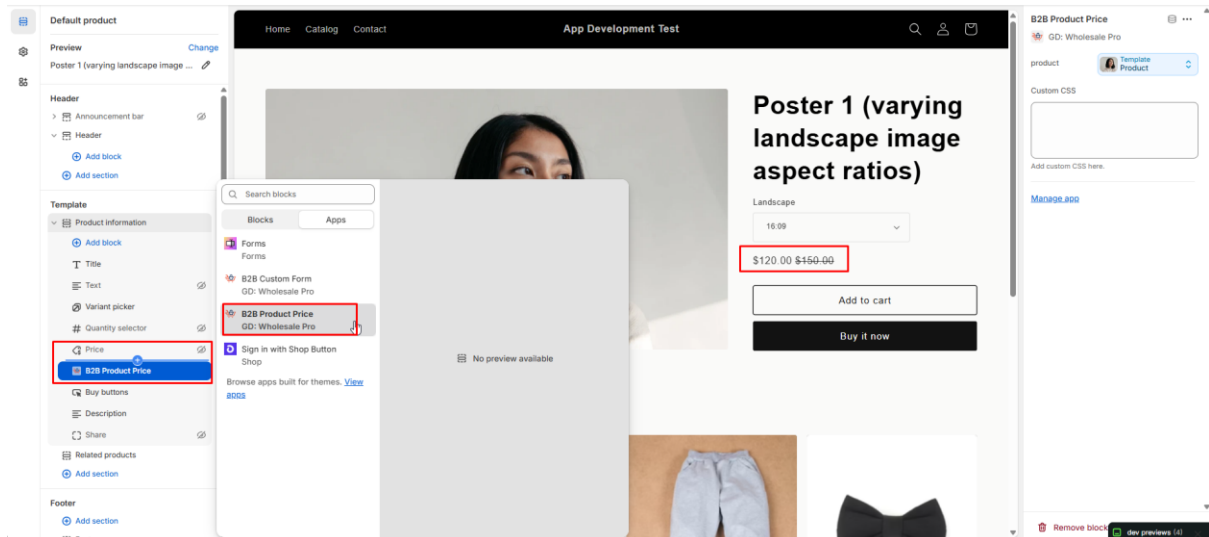 Default product
Preview
Change
Poster 1 (varying landscape image ...
Header
Announcement bar
Header
Add block
Add section
Template
Product information
Add block
Title
Text
Variant picker
Quantity selector
Price
B2B Product Price
Buy buttons
Description
Share
Related products
Add section
Footer
Add section
Search blocks
Blocks
Apps
Forms
Forms
B2B Custom Form
GD: Wholesale Pro
B2B Product Price
GD: Wholesale Pro
Sign in with Shop Button
Shop
Browse apps built for themes. View
apps
No preview available
Home Catalog Contact
App Development Test
Poster 1 (varying
landscape image
aspect ratios)
Landscape
16:09
$120.00 $150.00
Add to cart
Buy it now
B2B Product Price
GD: Wholesale Pro
product
Template
Product
Custom CSS
Add custom CSS here.
Manage app
Remove block
dev previews (4)